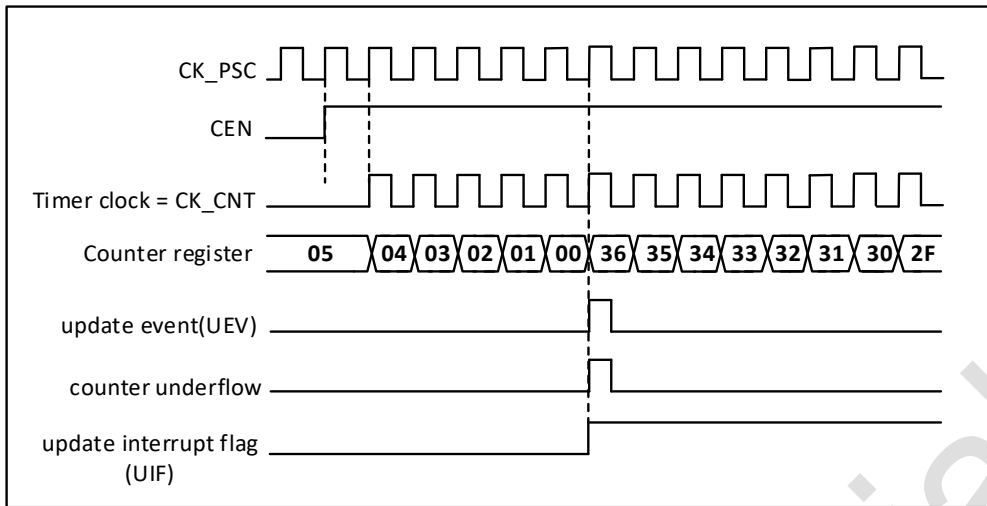 CK_PSC
CEN
Timer clock = CK_CNT
Counter register 05 04 03 02 01 00 36 35 34 33 32 31 30 2F
update event(UEV)
counter underflow
update interrupt flag
(UIF)